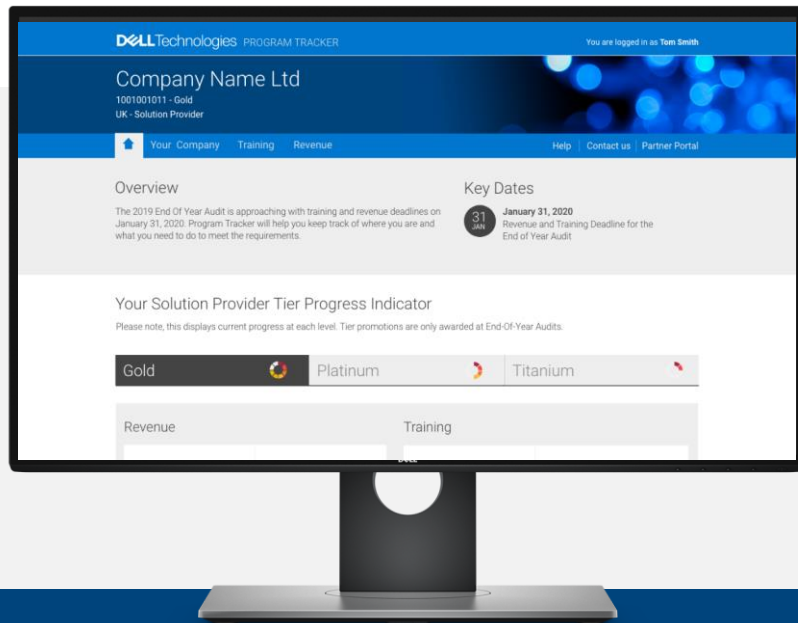 DELLTechnologies PROGRAM TRACKER
You are logged in as Tom Smith
Company Name Ltd
1001001011 - Gold
UK - Solution Provider
Your Company Training Revenue
Help Contact us Partner Portal
Overview
The 2019 End Of Year Audit is approaching with training and revenue deadlines on
January 31, 2020. Program Tracker will help you keep track of where you are and
what you need to do to meet the requirements.
Key Dates
31
JAN
January 31, 2020
Revenue and Training Deadline for the
End of Year Audit
Your Solution Provider Tier Progress Indicator
Please note, this displays current progress at each level. Tier promotions are only awarded at End-Of-Year Audits.
Gold Platinum Titanium
Revenue Training
DELL